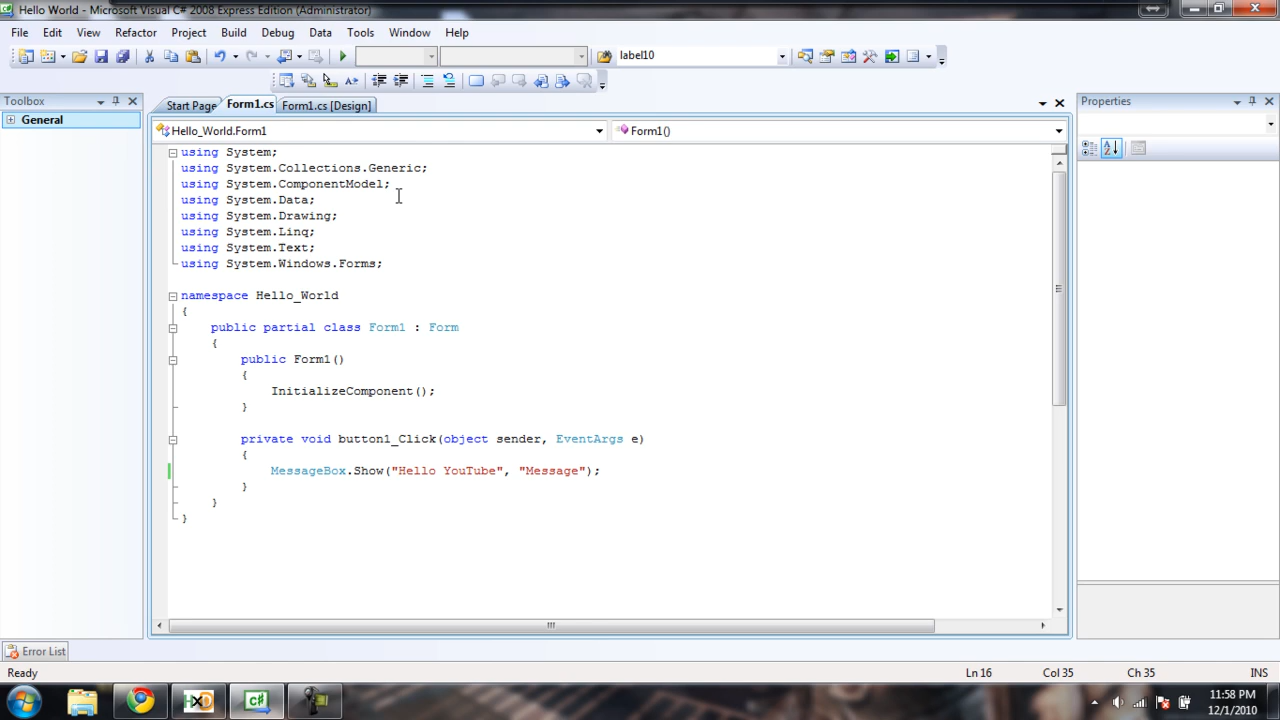 Hello World - Microsoft Visual C# 2008 Express Edition (Administrator)
File Edit View Refactor Project Build Debug Data Tools Window Help
label10
Toolbox
General
Start Page Form1.cs Form1.cs [Design]
Hello_World.Form1 Form1()
using System;
using System.Collections.Generic;
using System.ComponentModel;
using System.Data;
using System.Drawing;
using System.Linq;
using System.Text;
using System.Windows.Forms;
namespace Hello_World
{
public partial class Form1 : Form
{
public Form1()
{
InitializeComponent();
}
private void button1_Click(object sender, EventArgs e)
{
MessageBox.Show("Hello YouTube", "Message");
}
}
}
Properties
Error List
Ready Ln 16 Col 35 Ch 35 INS
11:58 PM
12/1/2010